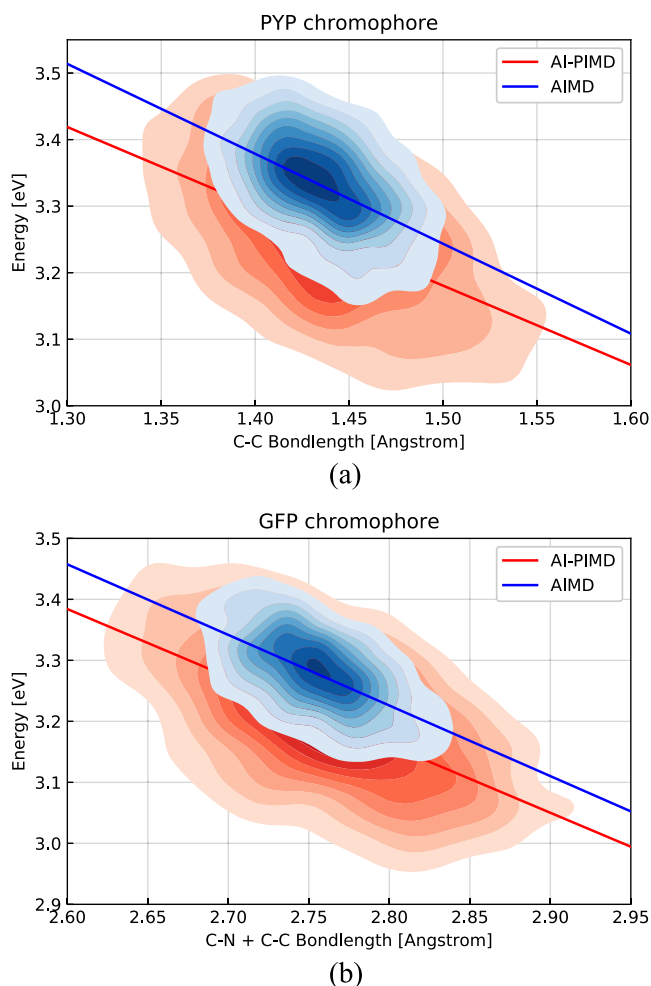 PYP chromophore
AI-PIMD
AIMD
3.5
3.4
3.3
3.2
3.1
3.0
Energy [eV]
1.30 1.35 1.40 1.45 1.50 1.55 1.60
C-C Bondlength [Angstrom]
(a)
GFP chromophore
AI-PIMD
AIMD
3.5
3.4
3.3
3.2
3.1
3.0
2.9
Energy [eV]
2.60 2.65 2.70 2.75 2.80 2.85 2.90 2.95
C-N + C-C Bondlength [Angstrom]
(b)